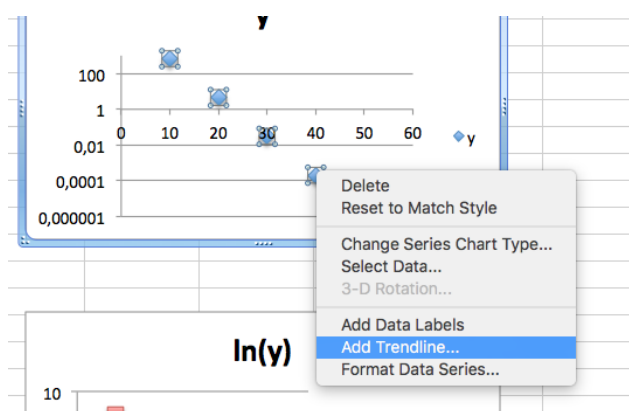 y
100
1
0 10 20 30 40 50 60
0,01
0,0001
0,000001
y
Delete
Reset to Match Style
Change Series Chart Type...
Select Data...
3-D Rotation...
Add Data Labels
Add Trendline...
Format Data Series...
ln(y)
10